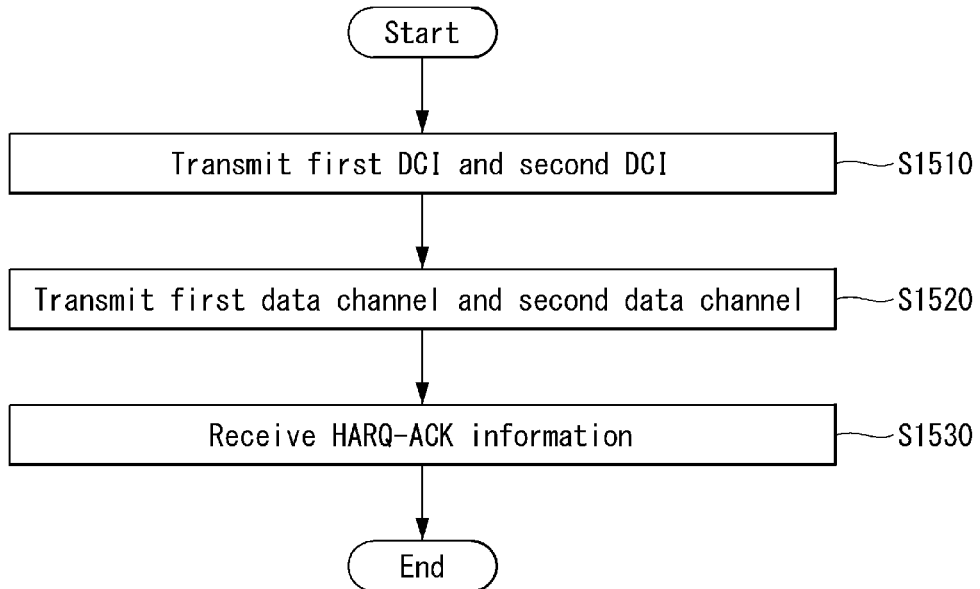 Start
Transmit first DCI and second DCI
S1510
Transmit first data channel and second data channel
S1520
Receive HARQ-ACK information
S1530
End